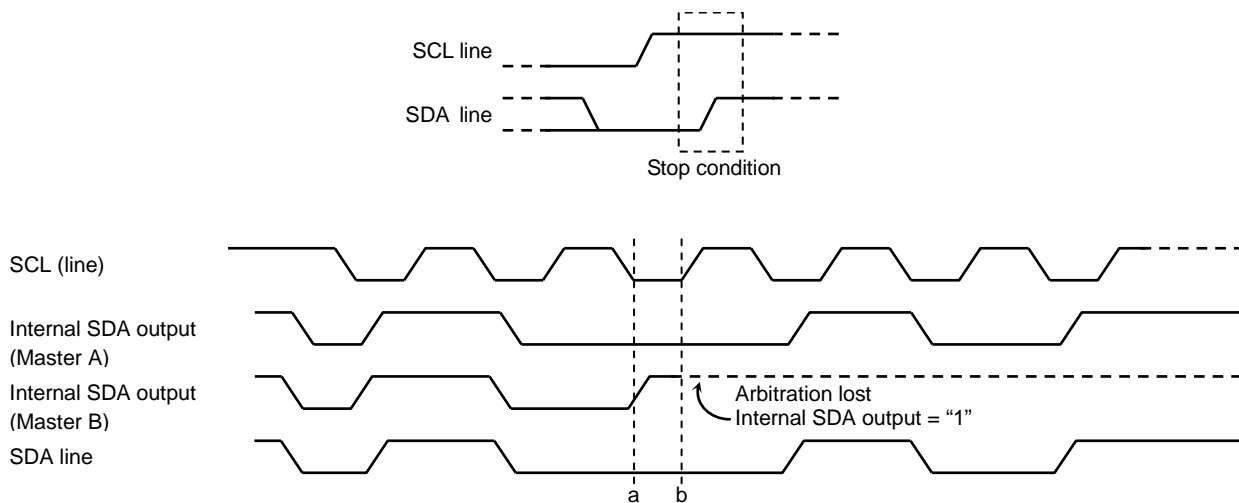 SCL line
SDA line
Stop condition
SCL (line)
Internal SDA output
(Master A)
Internal SDA output
(Master B)
Arbitration lost
Internal SDA output = “1”
SDA line
a b